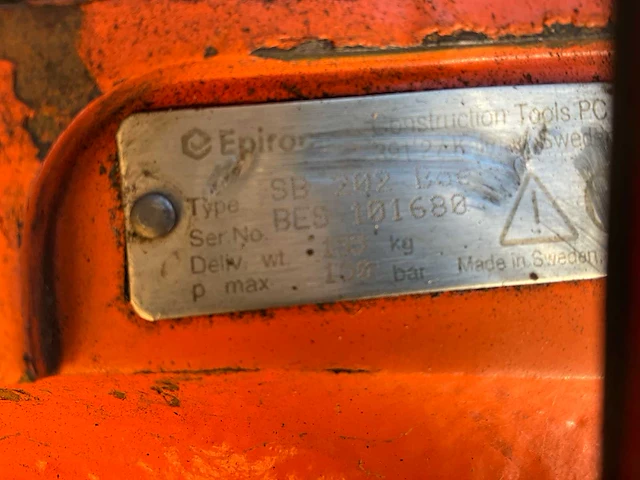 Epiroc Construction Tools PC
Sweden
Type SB 202
Ser.No. BES 101680
Deliv. wt. kg
p max bar
Made in Sweden.